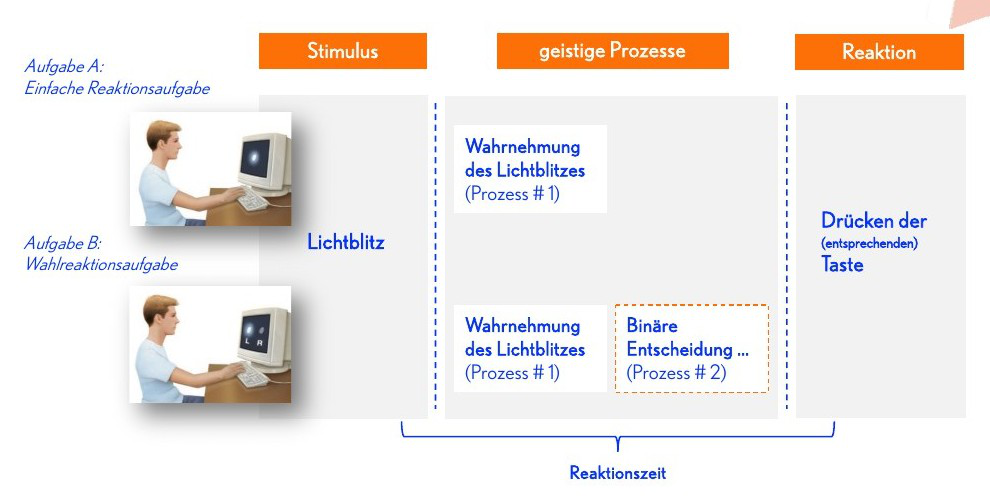 Stimulus
geistige Prozesse
Reaktion
Aufgabe A:
Einfache Reaktionsaufgabe
Wahrnehmung
des Lichtblitzes
(Prozess # 1)
Aufgabe B:
Wahlreaktionsaufgabe
Lichtblitz
Drücken der
(entsprechenden)
Taste
L R
Wahrnehmung
des Lichtblitzes
(Prozess # 1)
Binäre
Entscheidung ...
(Prozess # 2)
Reaktionszeit